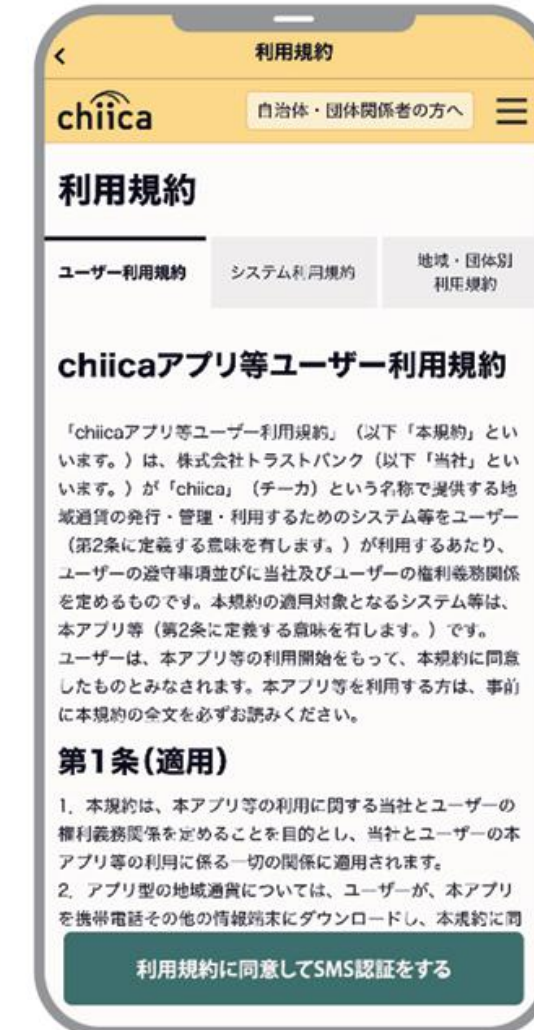 利用規約
chiica
自治体・団体関係者の方へ
利用規約
ユーザー利用規約
システム利用規約
地域・団体別
利用規約
chiicaアプリ等ユーザー利用規約
「chiicaアプリ等ユーザー利用規約」（以下「本規約」とい
います。）は、株式会社トラストバンク（以下「当社」とい
います。）が「chiica」（チーカ）という名称で提供する地
域通貨の発行・管理・利用するためのシステム等をユーザー
（第2条に定義する意味を有します。）が利用するあたり、
ユーザーの遵守事項並びに当社及びユーザーの権利義務関係
を定めるものです。本規約の適用対象となるシステム等は、
本アプリ等（第2条に定義する意味を有します。）です。
ユーザーは、本アプリ等の利用開始をもって、本規約に同意
したものとみなされます。本アプリ等を利用する方は、事前
に本規約の全文を必ずお読みください。
第1条（適用）
1. 本規約は、本アプリ等の利用に関する当社とユーザーの
権利義務関係を定めることを目的とし、当社とユーザーの本
アプリ等の利用に係る一切の関係に適用されます。
2. アプリ型の地域通貨については、ユーザーが、本アプリ
を携帯電話その他の情報端末にダウンロードし、本規約に同
利用規約に同意してSMS認証をする